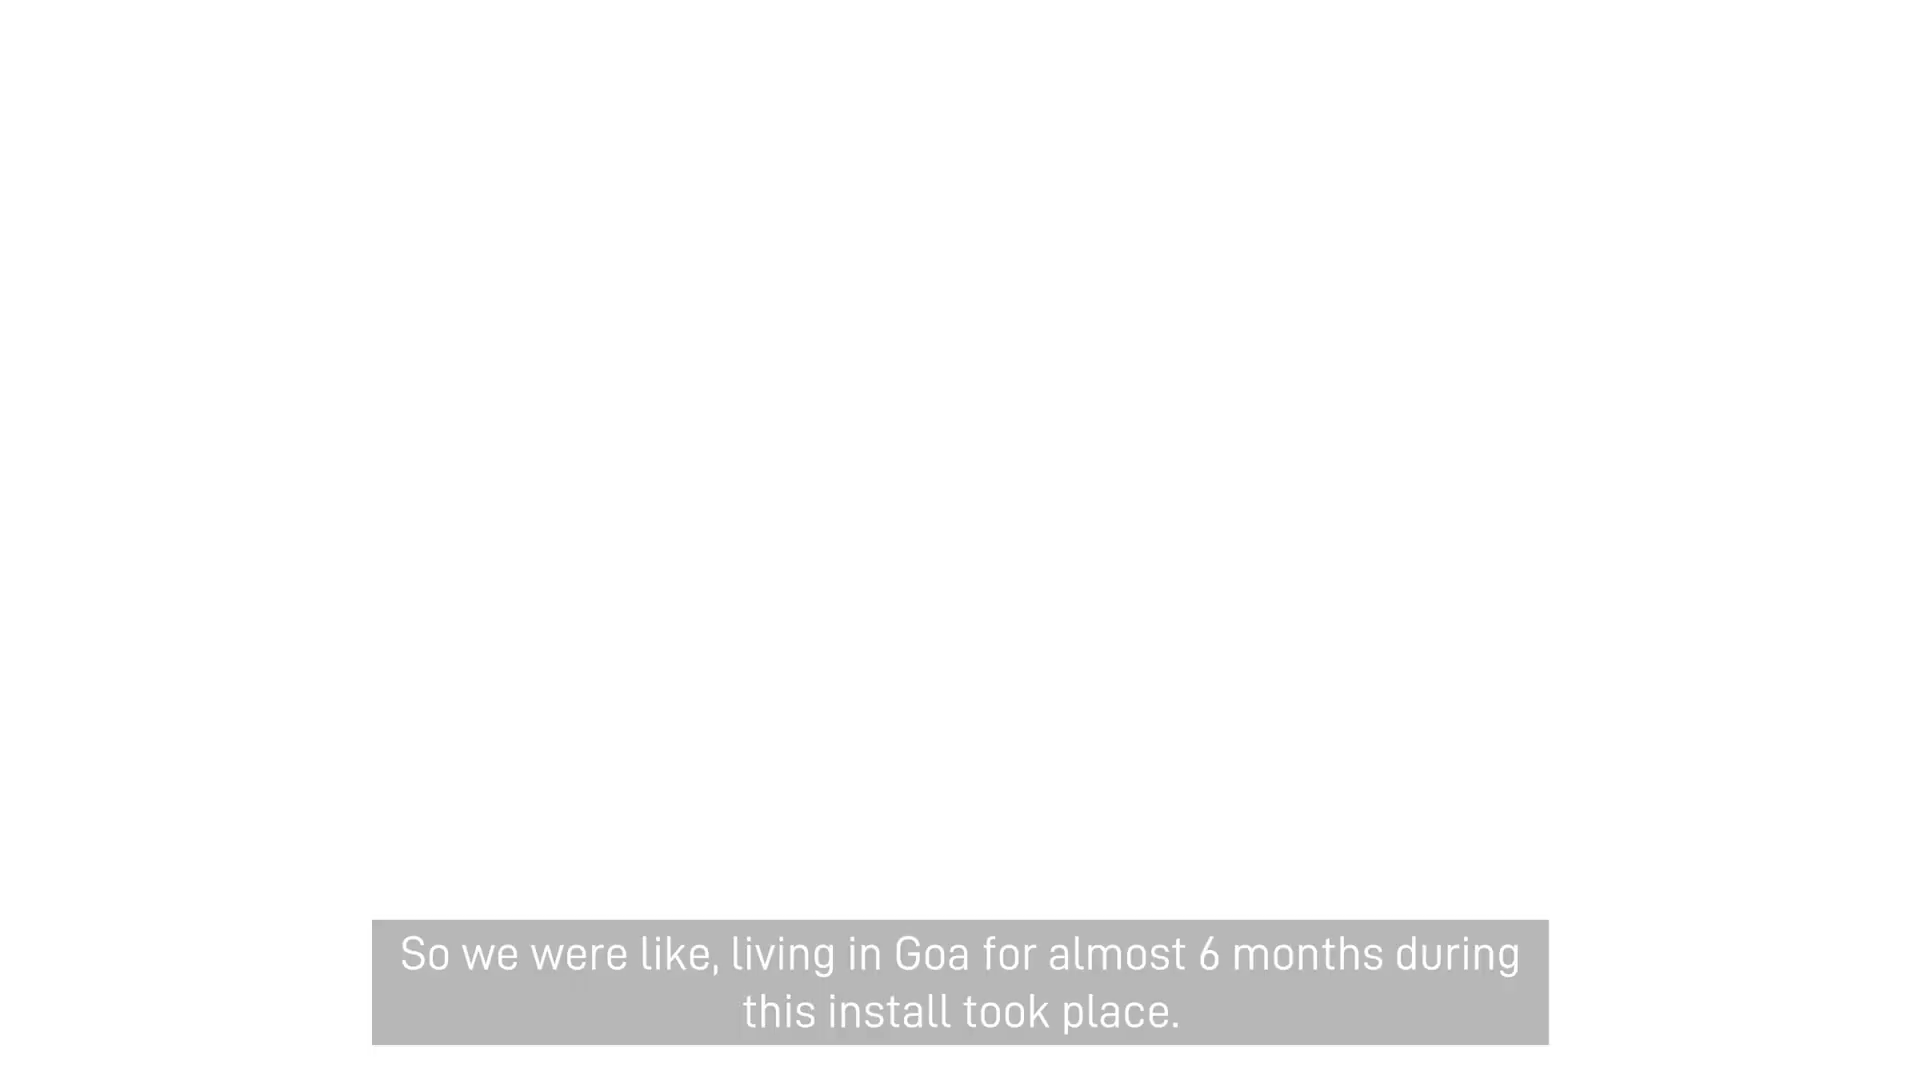 So we were like, living in Goa for almost 6 months during
this install took place.